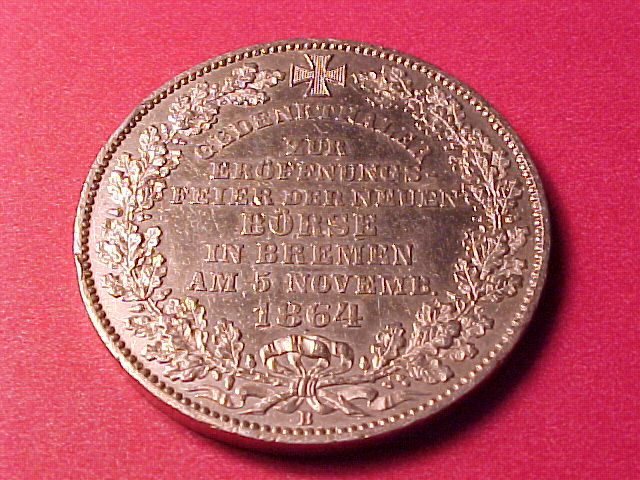 GEDENKTHALER
ZUR
ERÖFFNUNGS-
FEIER DER NEUEN
BÖRSE
IN BREMEN
AM 5 NOVEMB.
1864
B